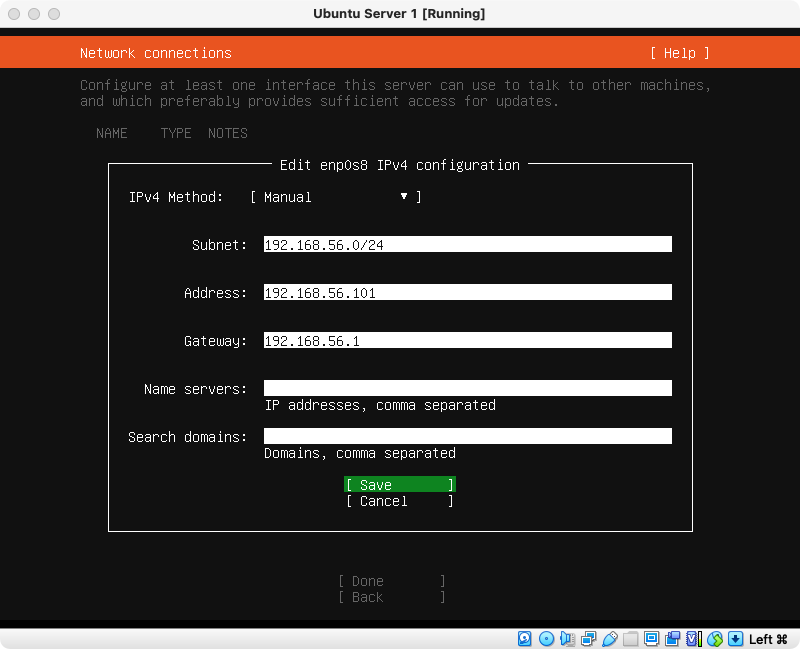 Ubuntu Server 1 [Running]
Network connections [ Help ]
Configure at least one interface this server can use to talk to other machines,
and which preferably provides sufficient access for updates.
NAME TYPE NOTES
Edit enp0s8 IPv4 configuration
IPv4 Method: [ Manual ▼ ]
Subnet: 192.168.56.0/24
Address: 192.168.56.101
Gateway: 192.168.56.1
Name servers:
IP addresses, comma separated
Search domains:
Domains, comma separated
[ Save ]
[ Cancel ]
[ Done ]
[ Back ]
Left ⌘